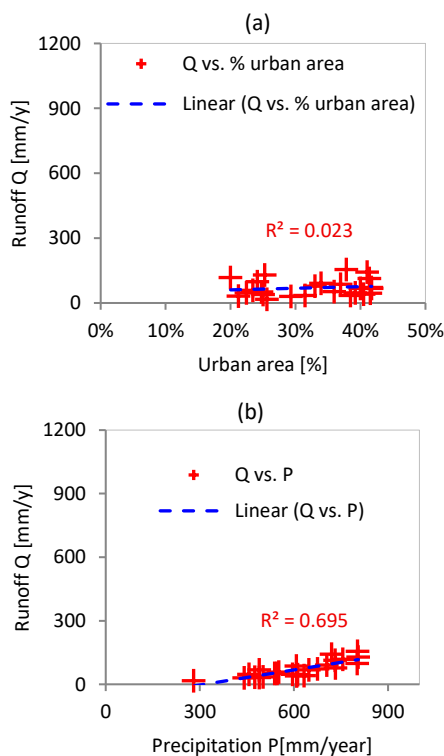 (a)
1200
900
600
300
0
Runoff Q [mm/y]
Q vs. % urban area
Linear (Q vs. % urban area)
R² = 0.023
0% 10% 20% 30% 40% 50%
Urban area [%]
(b)
1200
900
600
300
0
Runoff Q [mm/y]
Q vs. P
Linear (Q vs. P)
R² = 0.695
0 300 600 900
Precipitation P[mm/year]